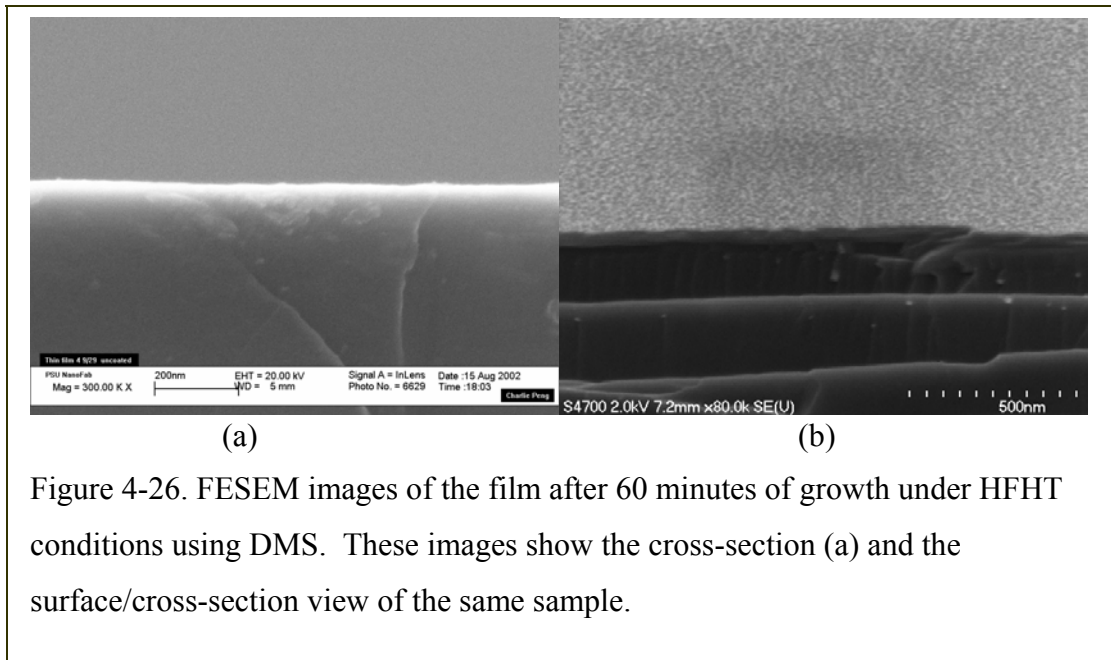 Thin film 4 9/29 uncoated
PSU NanoFab
Mag = 300.00 K X
200nm
EHT = 20.00 kV
WD = 5 mm
Signal A = InLens
Photo No. = 6629
Date :15 Aug 2002
Time :18:03
Charlie Peng
S4700 2.0kV 7.2mm x80.0k SE(U)
500nm
(a)
(b)
Figure 4-26. FESEM images of the film after 60 minutes of growth under HFHT
conditions using DMS.  These images show the cross-section (a) and the
surface/cross-section view of the same sample.